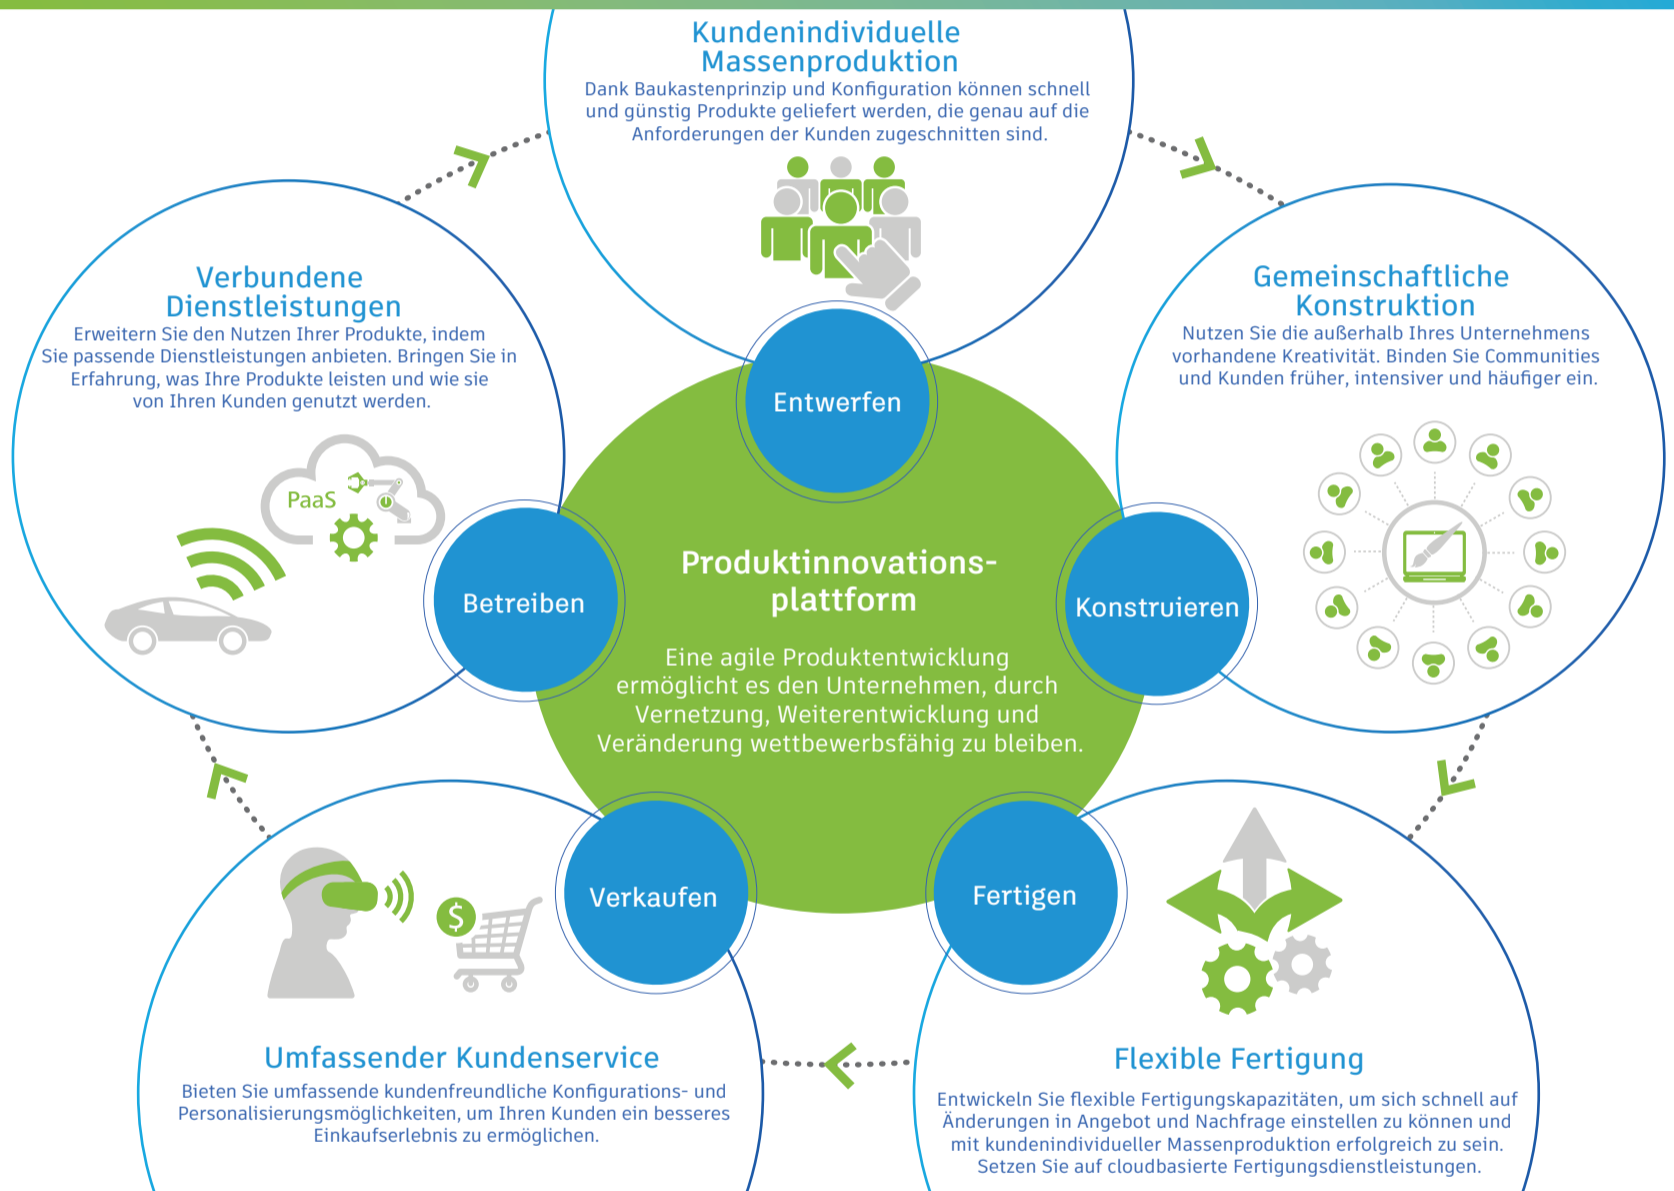 Kundenindividuelle
Massenproduktion
Dank Baukastenprinzip und Konfiguration können schnell
und günstig Produkte geliefert werden, die genau auf die
Anforderungen der Kunden zugeschnitten sind.
Verbundene
Dienstleistungen
Erweitern Sie den Nutzen Ihrer Produkte, indem
Sie passende Dienstleistungen anbieten. Bringen Sie in
Erfahrung, was Ihre Produkte leisten und wie sie
von Ihren Kunden genutzt werden.
PaaS
Gemeinschaftliche
Konstruktion
Nutzen Sie die außerhalb Ihres Unternehmens
vorhandene Kreativität. Binden Sie Communities
und Kunden früher, intensiver und häufiger ein.
Entwerfen
Betreiben
Konstruieren
Produktinnovations-
plattform
Eine agile Produktentwicklung
ermöglicht es den Unternehmen, durch
Vernetzung, Weiterentwicklung und
Veränderung wettbewerbsfähig zu bleiben.
Verkaufen
Fertigen
$
Umfassender Kundenservice
Bieten Sie umfassende kundenfreundliche Konfigurations- und
Personalisierungsmöglichkeiten, um Ihren Kunden ein besseres
Einkaufserlebnis zu ermöglichen.
Flexible Fertigung
Entwickeln Sie flexible Fertigungskapazitäten, um sich schnell auf
Änderungen in Angebot und Nachfrage einstellen zu können und
mit kundenindividueller Massenproduktion erfolgreich zu sein.
Setzen Sie auf cloudbasierte Fertigungsdienstleistungen.